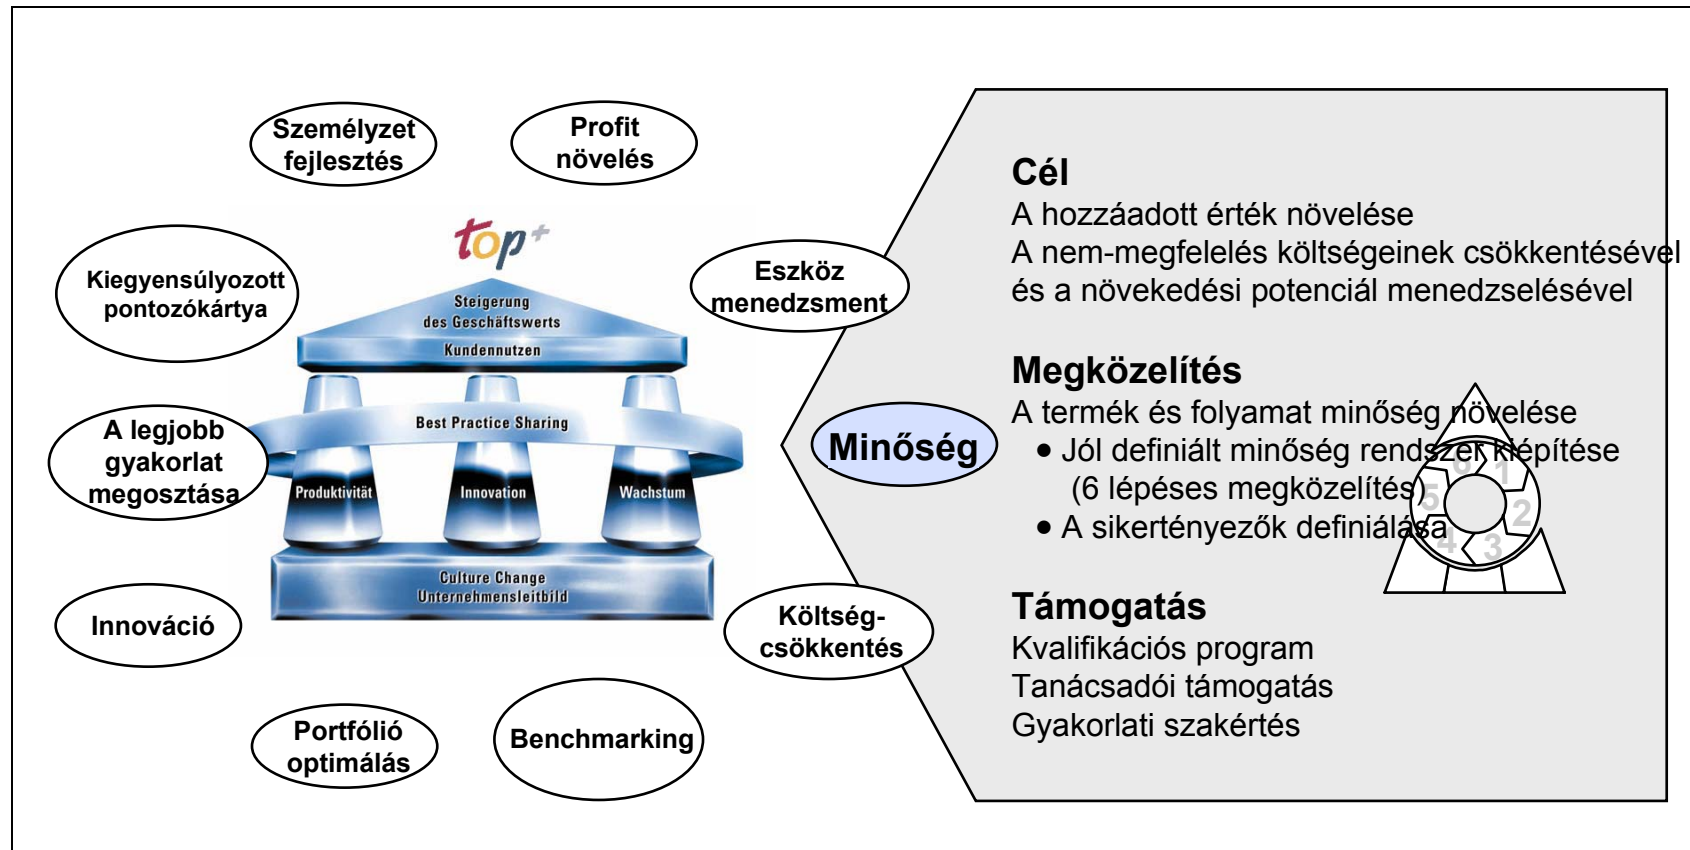 Személyzet
fejlesztés
Profit
növelés
Kiegyensúlyozott
pontozókártya
top+
Steigerung
des Geschäftswerts
Kundennutzen
Eszköz
menedzsment
A legjobb
gyakorlat
megosztása
Best Practice Sharing
Produktivität
Innovation
Wachstum
Culture Change
Unternehmensleitbild
Minőség
Innováció
Költség-
csökkentés
Portfólió
optimálás
Benchmarking
Cél
A hozzáadott érték növelése
A nem-megfelelés költségeinek csökkentésével
és a növekedési potenciál menedzselésével
Megközelítés
A termék és folyamat minőség növelése
• Jól definiált minőség rendszer kiépítése
(6 lépéses megközelítés)
• A sikertényezők definiálása
6
1
5
2
4
3
Támogatás
Kvalifikációs program
Tanácsadói támogatás
Gyakorlati szakértés